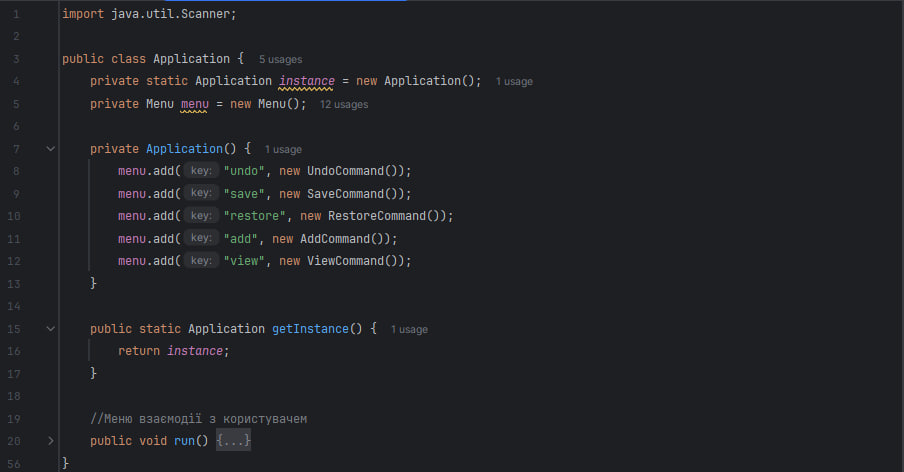 1 import java.util.Scanner;
2
3 public class Application { 5 usages
4 private static Application instance = new Application(); 1 usage
5 private Menu menu = new Menu(); 12 usages
6
7 private Application() { 1 usage
8 menu.add( key: "undo", new UndoCommand());
9 menu.add( key: "save", new SaveCommand());
10 menu.add( key: "restore", new RestoreCommand());
11 menu.add( key: "add", new AddCommand());
12 menu.add( key: "view", new ViewCommand());
13 }
14
15 public static Application getInstance() { 1 usage
16 return instance;
17 }
18
19 //Меню взаємодії з користувачем
20 public void run() {...}
56 }